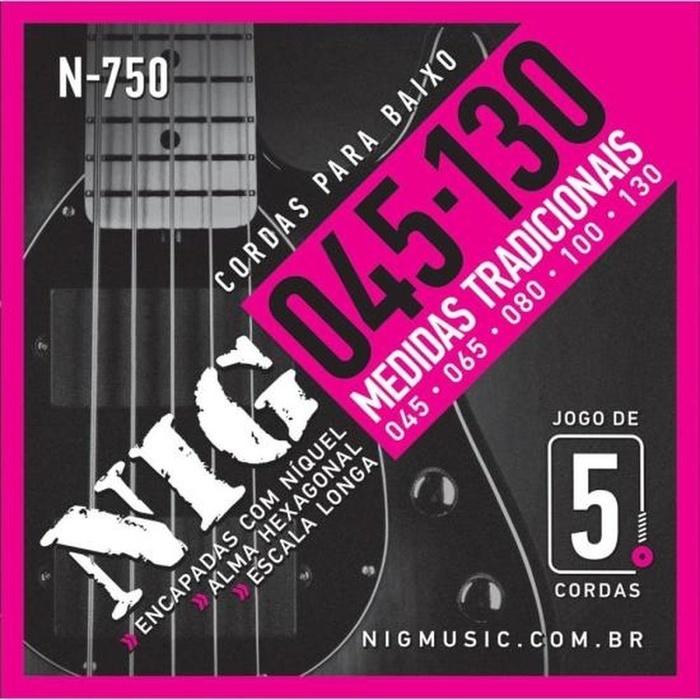 N-750
CORDAS PARA BAIXO
045-130
MEDIDAS TRADICIONAIS
045 • 065 • 080 • 100 • 130
NIG
» ENCAPADAS COM NÍQUEL
» ALMA HEXAGONAL
» ESCALA LONGA
JOGO DE
5
CORDAS
NIGMUSIC.COM.BR